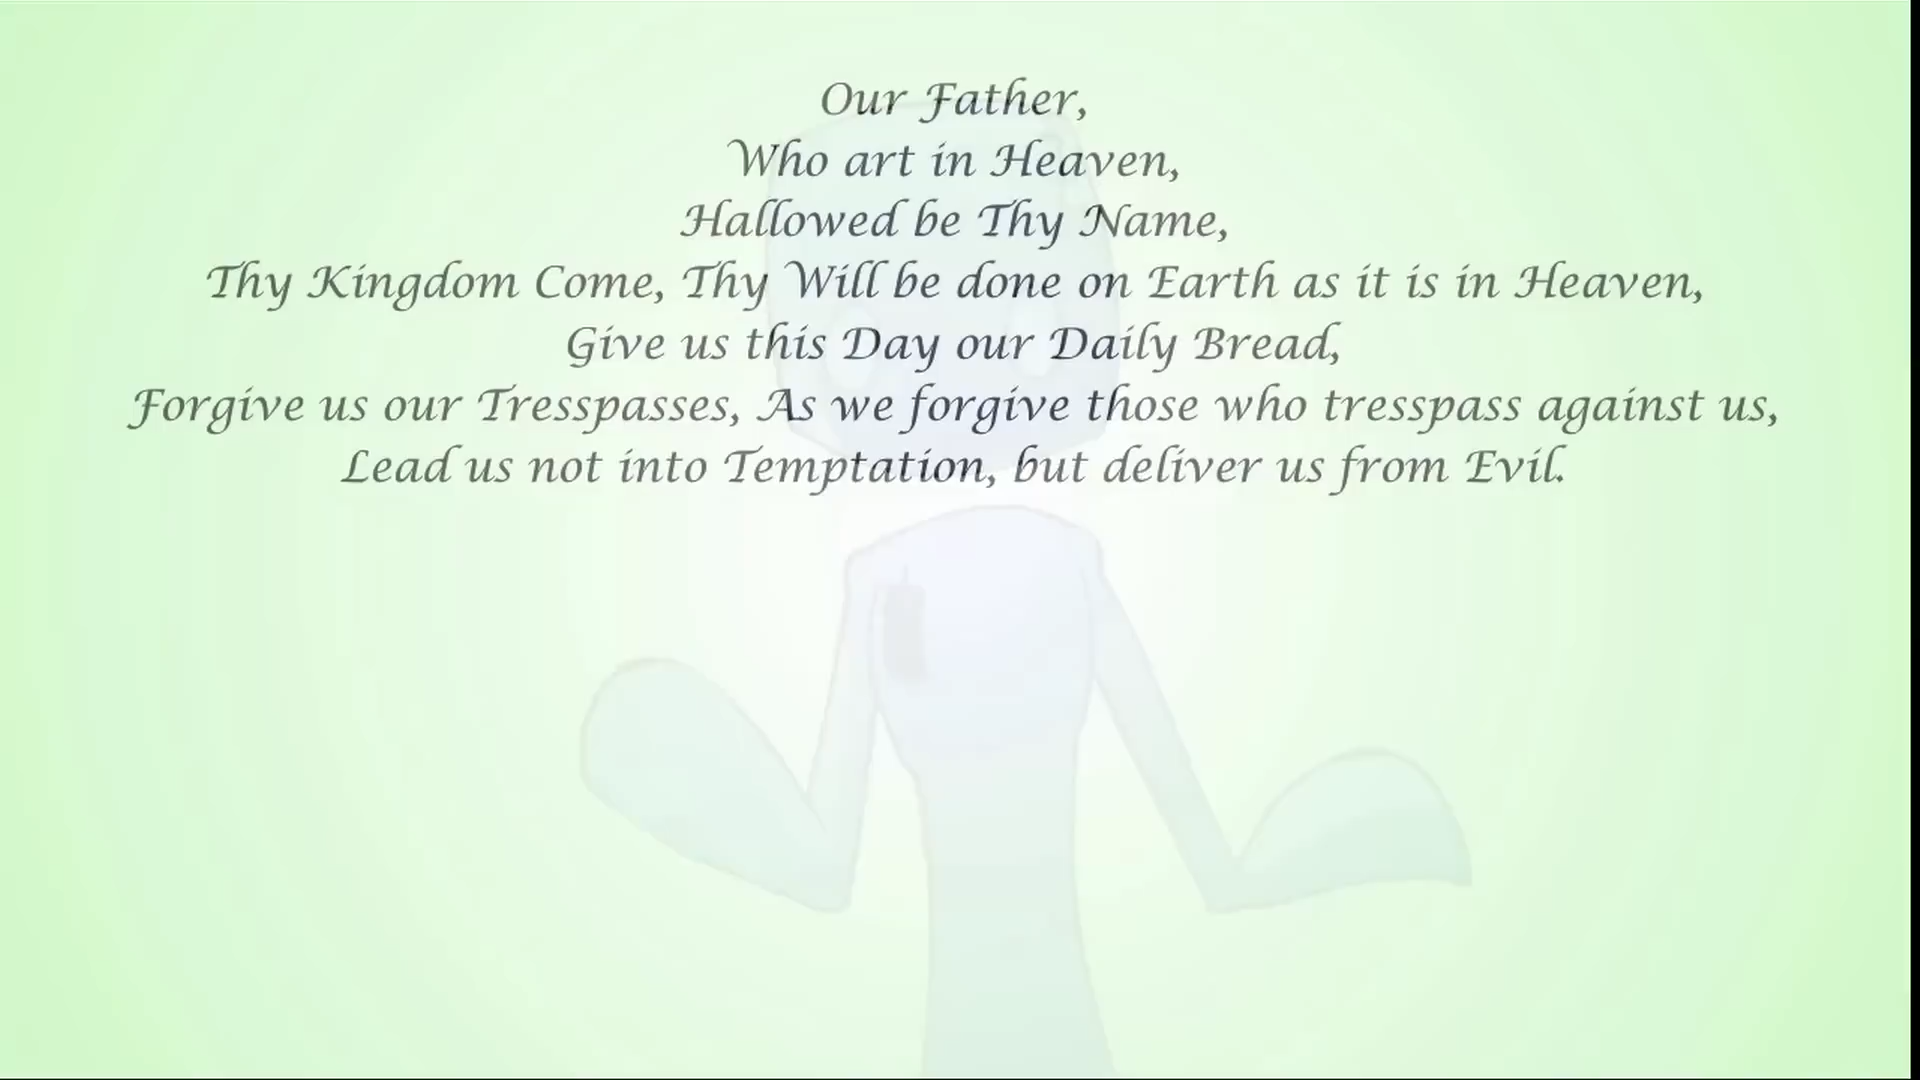 Our Father,
Who art in Heaven,
Hallowed be Thy Name,
Thy Kingdom Come, Thy Will be done on Earth as it is in Heaven,
Give us this Day our Daily Bread,
Forgive us our Tresspasses, As we forgive those who tresspass against us,
Lead us not into Temptation, but deliver us from Evil.